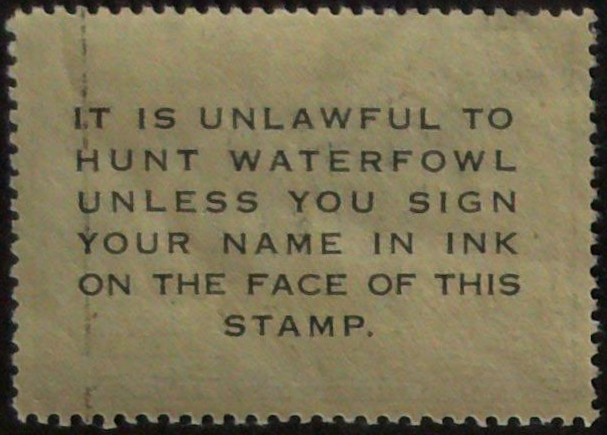 IT IS UNLAWFUL TO
HUNT WATERFOWL
UNLESS YOU SIGN
YOUR NAME IN INK
ON THE FACE OF THIS
STAMP.